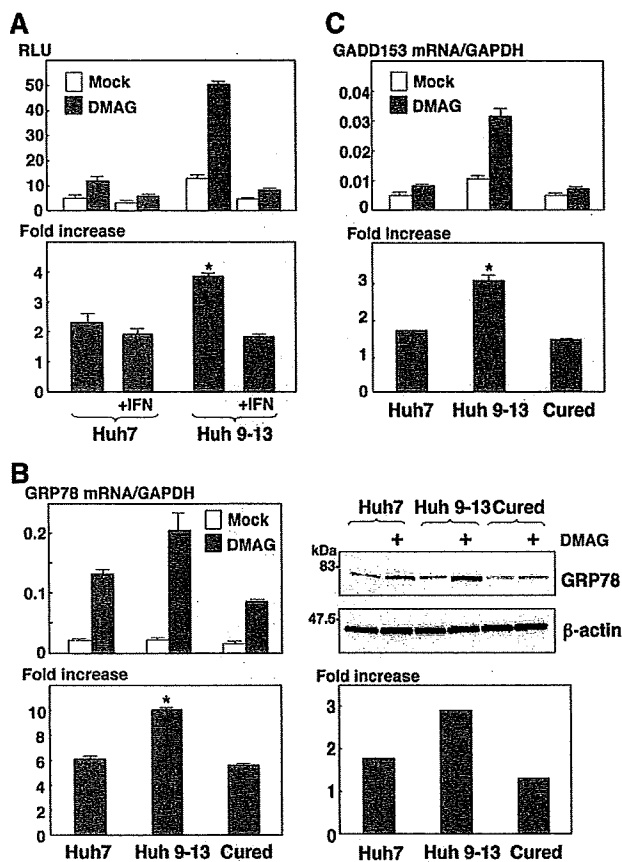 A
RLU
Mock
DMAG
50
40
30
20
10
0
Fold increase
*
4
3
2
1
0
+IFN
+IFN
Huh7
Huh 9-13
C
GADD153 mRNA/GAPDH
Mock
DMAG
0.04
0.03
0.02
0.01
0
Fold increase
*
3
2
1
0
Huh7
Huh 9-13
Cured
B
GRP78 mRNA/GAPDH
Mock
DMAG
0.2
0.1
0
Fold increase
*
10
8
6
4
2
0
Huh7
Huh 9-13
Cured
Huh7
Huh 9-13
Cured
+
+
+
DMAG
kDa
83-
GRP78
47.5-
β-actin
Fold increase
3
2
1
0
Huh7
Huh 9-13
Cured